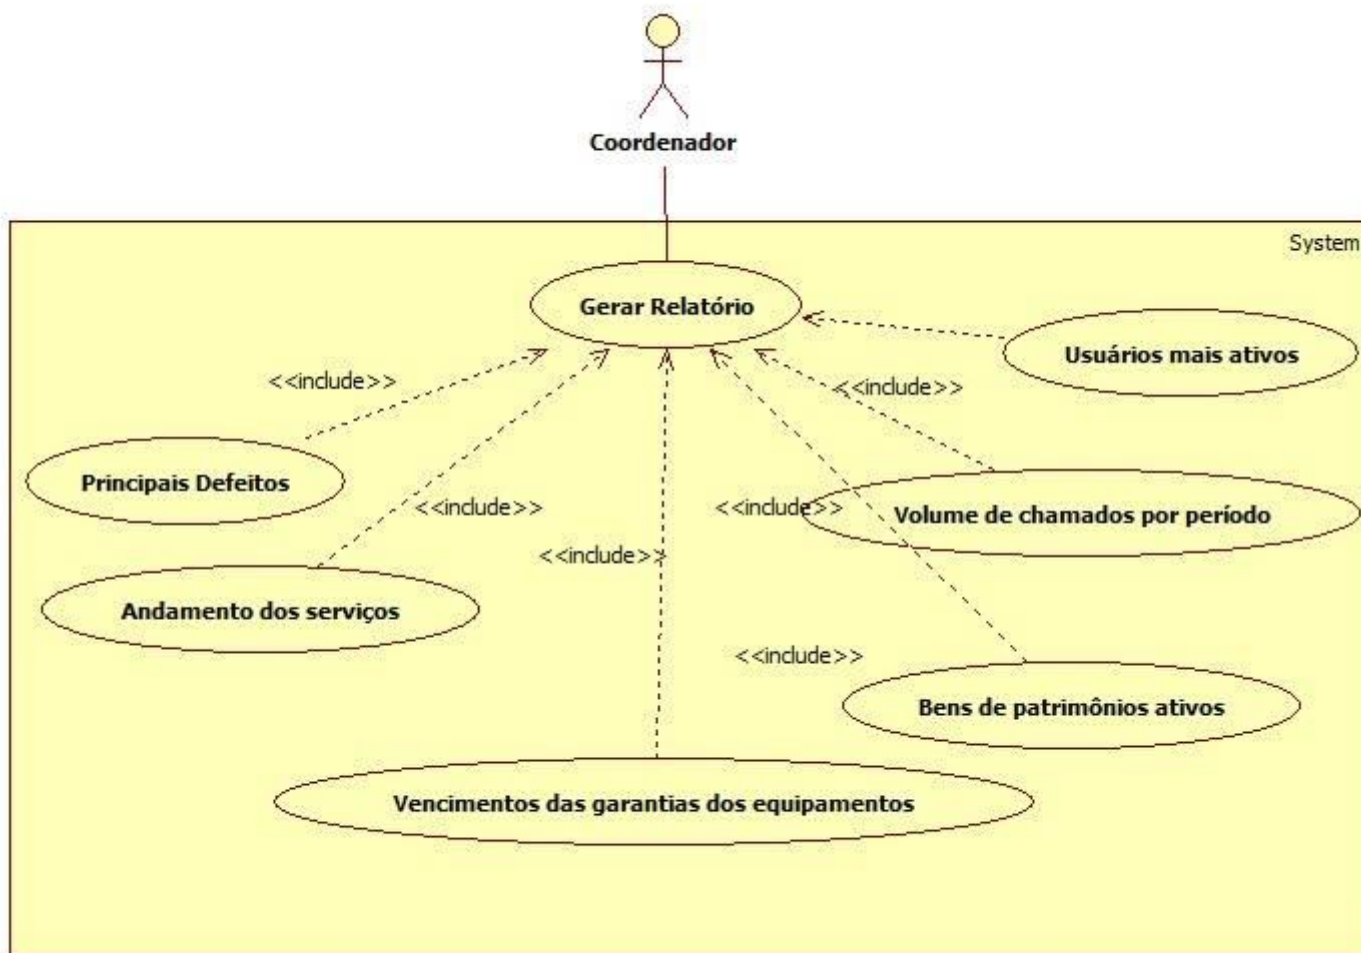 Coordenador
System
Gerar Relatório
Usuários mais ativos
<<include>>
<<include>>
Principais Defeitos
<<include>>
<<include>>
Volume de chamados por período
<<include>>
Andamento dos serviços
<<include>>
Bens de patrimônios ativos
Vencimentos das garantias dos equipamentos